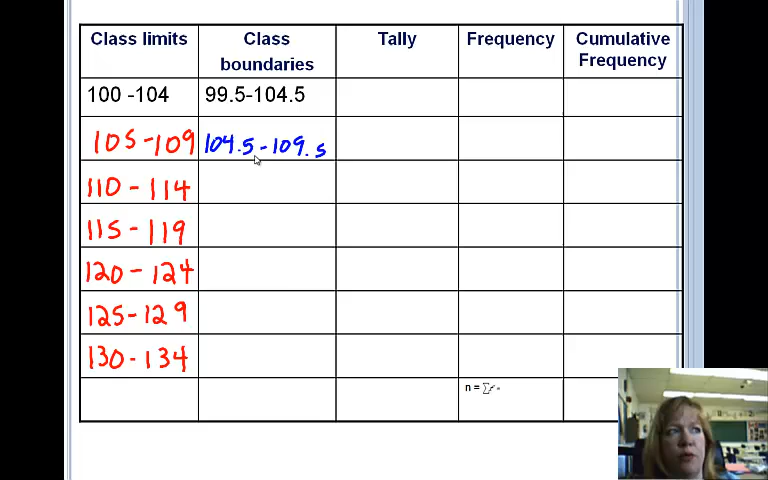 Class limits Class boundaries Tally Frequency Cumulative Frequency
100 -104 99.5-104.5
105-109 104.5-109.5
110 - 114
115 - 119
120 - 124
125-129
130 - 134
n = ∑f =